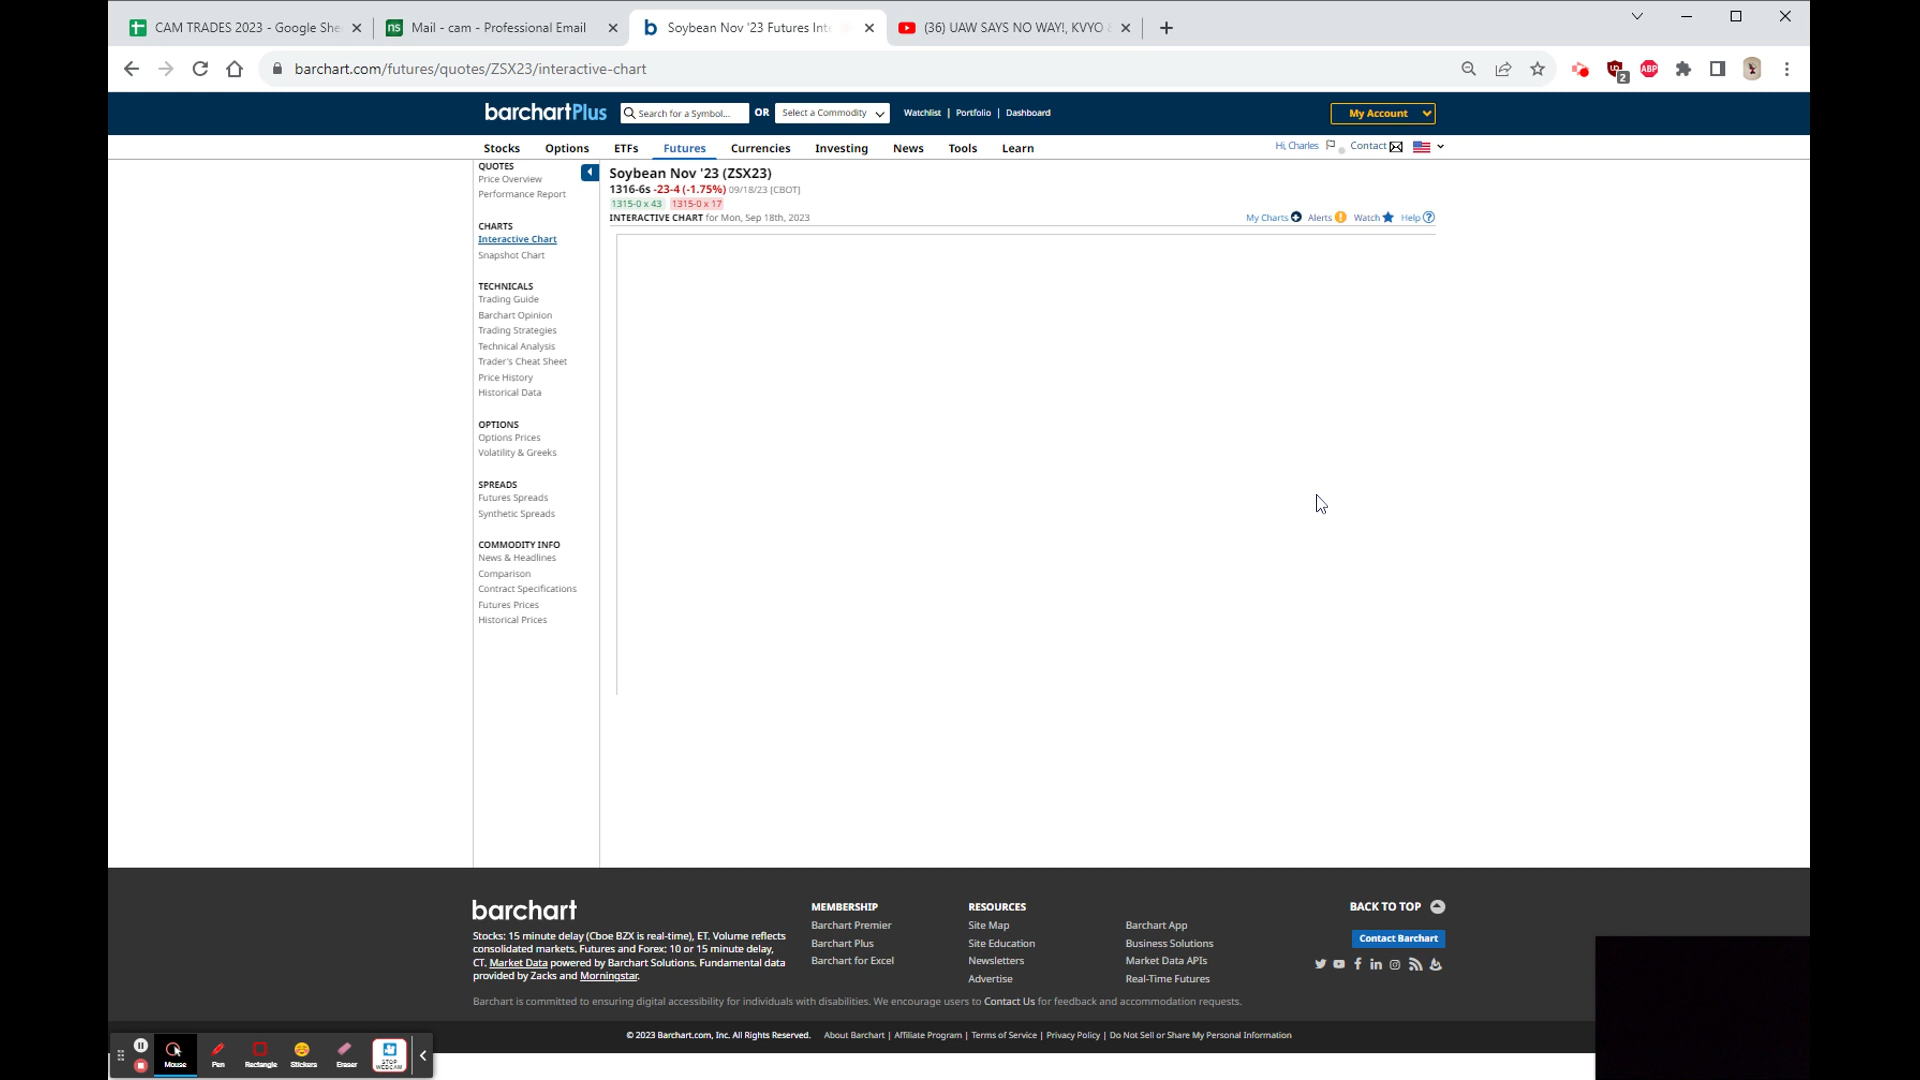 CAM TRADES 2023 - Google She
Mail - cam - Professional Email
Soybean Nov '23 Futures Int
(36) UAW SAYS NO WAY!, KVYO
barchart.com/futures/quotes/ZSX23/interactive-chart
2
ABP
barchartPlus
Search for a Symbol...
OR
Select a Commodity
Watchlist | Portfolio | Dashboard
My Account
Stocks Options ETFs Futures Currencies Investing News Tools Learn
Hi, Charles
Contact
QUOTES
Price Overview
Performance Report
CHARTS
Interactive Chart
Snapshot Chart
TECHNICALS
Trading Guide
Barchart Opinion
Trading Strategies
Technical Analysis
Trader's Cheat Sheet
Price History
Historical Data
OPTIONS
Options Prices
Volatility & Greeks
SPREADS
Futures Spreads
Synthetic Spreads
COMMODITY INFO
News & Headlines
Comparison
Contract Specifications
Futures Prices
Historical Prices
Soybean Nov '23 (ZSX23)
1316-6s -23-4 (-1.75%) 09/18/23 [CBOT]
1315-0 x 43 1315-0 x 17
INTERACTIVE CHART for Mon, Sep 18th, 2023
My Charts Alerts Watch Help
barchart
Stocks: 15 minute delay (Cboe BZX is real-time), ET. Volume reflects
consolidated markets. Futures and Forex: 10 or 15 minute delay,
CT. Market Data powered by Barchart Solutions. Fundamental data
provided by Zacks and Morningstar.
MEMBERSHIP
Barchart Premier
Barchart Plus
Barchart for Excel
RESOURCES
Site Map
Site Education
Newsletters
Advertise
Barchart App
Business Solutions
Market Data APIs
Real-Time Futures
BACK TO TOP
Contact Barchart
Barchart is committed to ensuring digital accessibility for individuals with disabilities. We encourage users to Contact Us for feedback and accommodation requests.
© 2023 Barchart.com, Inc. All Rights Reserved. About Barchart | Affiliate Program | Terms of Service | Privacy Policy | Do Not Sell or Share My Personal Information
Mouse Pen Rectangle Stickers Eraser STOP WEBCAM